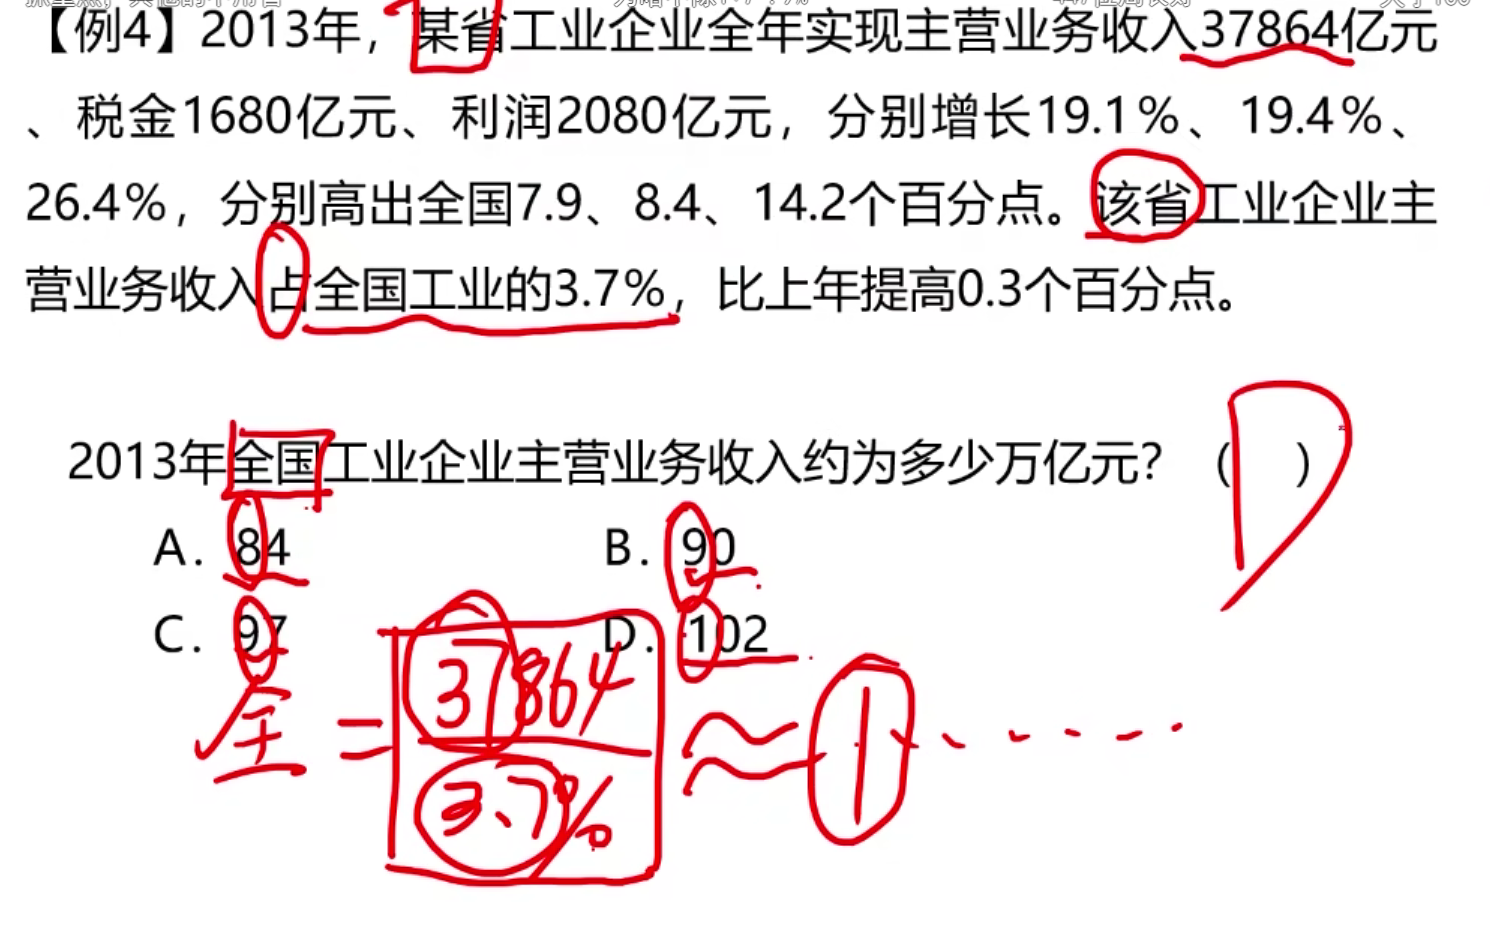 【例4】2013年，某省工业企业全年实现主营业务收入37864亿元
、税金1680亿元、利润2080亿元，分别增长19.1%、19.4%、
26.4%，分别高出全国7.9、8.4、14.2个百分点。该省工业企业主
营业务收入占全国工业的3.7%，比上年提高0.3个百分点。
2013年全国工业企业主营业务收入约为多少万亿元？（ ）
D
A. 84 B. 90
C. 97 D. 102
全 = 37864 ≈ 1
3.7%